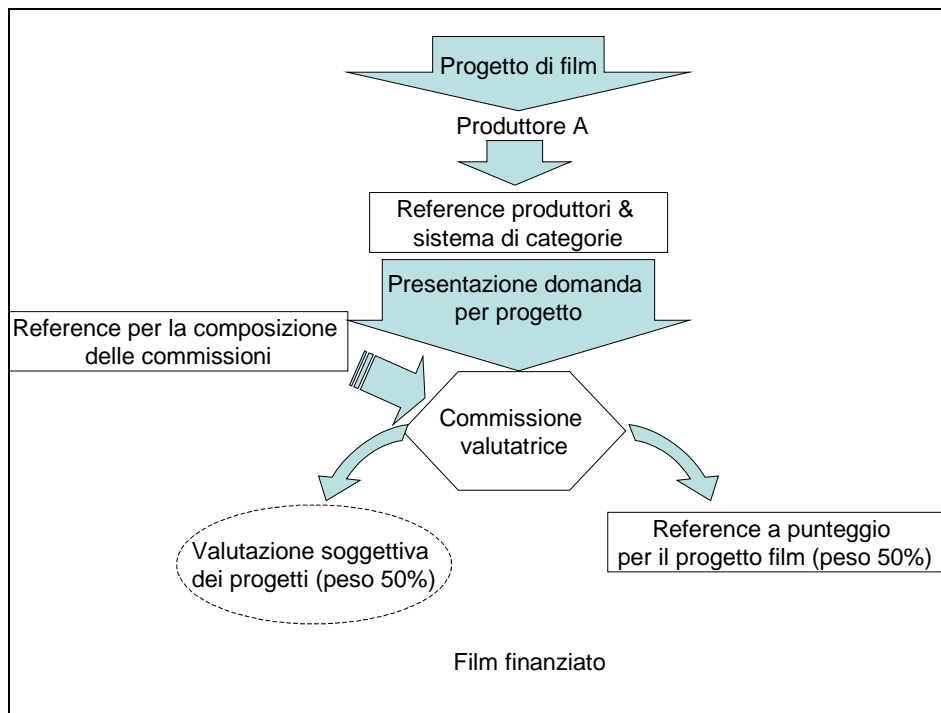 Progetto di film
Produttore A
Reference produttori &
sistema di categorie
Presentazione domanda
per progetto
Reference per la composizione
delle commissioni
Commissione
valutatrice
Valutazione soggettiva
dei progetti (peso 50%)
Reference a punteggio
per il progetto film (peso 50%)
Film finanziato